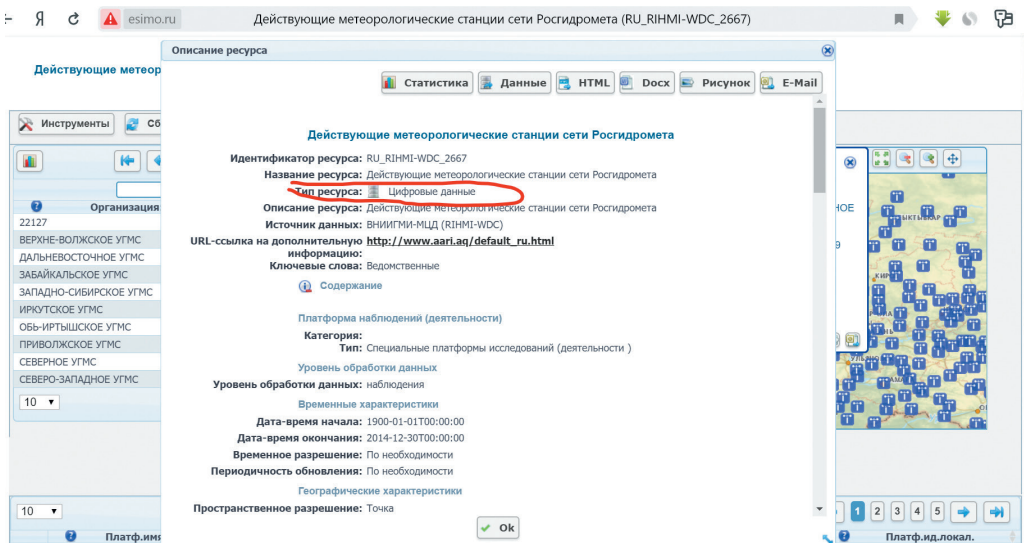 Я esimo.ru Действующие метеорологические станции сети Росгидромета (RU_RIHMI-WDC_2667)
Описание ресурса
Действующие метеор
Статистика Данные HTML Docx Рисунок E-Mail
Инструменты Сб
Действующие метеорологические станции сети Росгидромета
Идентификатор ресурса: RU_RIHMI-WDC_2667
Название ресурса: Действующие метеорологические станции сети Росгидромета
Тип ресурса: Цифровые данные
Организация
Описание ресурса: Действующие метеорологические станции сети Росгидромета
НОЕ
22127
Источник данных: ВНИИГМИ-МЦД (RIHMI-WDC)
ВЕРХНЕ-ВОЛЖСКОЕ УГМС
URL-ссылка на дополнительную информацию: http://www.aari.aq/default_ru.html
9
ДАЛЬНЕВОСТОЧНОЕ УГМС
Ключевые слова: Ведомственные
ЗАБАЙКАЛЬСКОЕ УГМС
Содержание
ЗАПАДНО-СИБИРСКОЕ УГМС
ИРКУТСКОЕ УГМС
Платформа наблюдений (деятельности)
ОБЬ-ИРТЫШСКОЕ УГМС
Категория:
ПРИВОЛЖСКОЕ УГМС
Тип: Специальные платформы исследований (деятельности )
СЕВЕРНОЕ УГМС
Уровень обработки данных
СЕВЕРО-ЗАПАДНОЕ УГМС
Уровень обработки данных: наблюдения
10
Временные характеристики
Дата-время начала: 1900-01-01T00:00:00
Дата-время окончания: 2014-12-30T00:00:00
Временное разрешение: По необходимости
Периодичность обновления: По необходимости
Географические характеристики
Пространственное разрешение: Точка
10
1 2 3 4 5
Ok
Платф.имя
Платф.ид.локал.